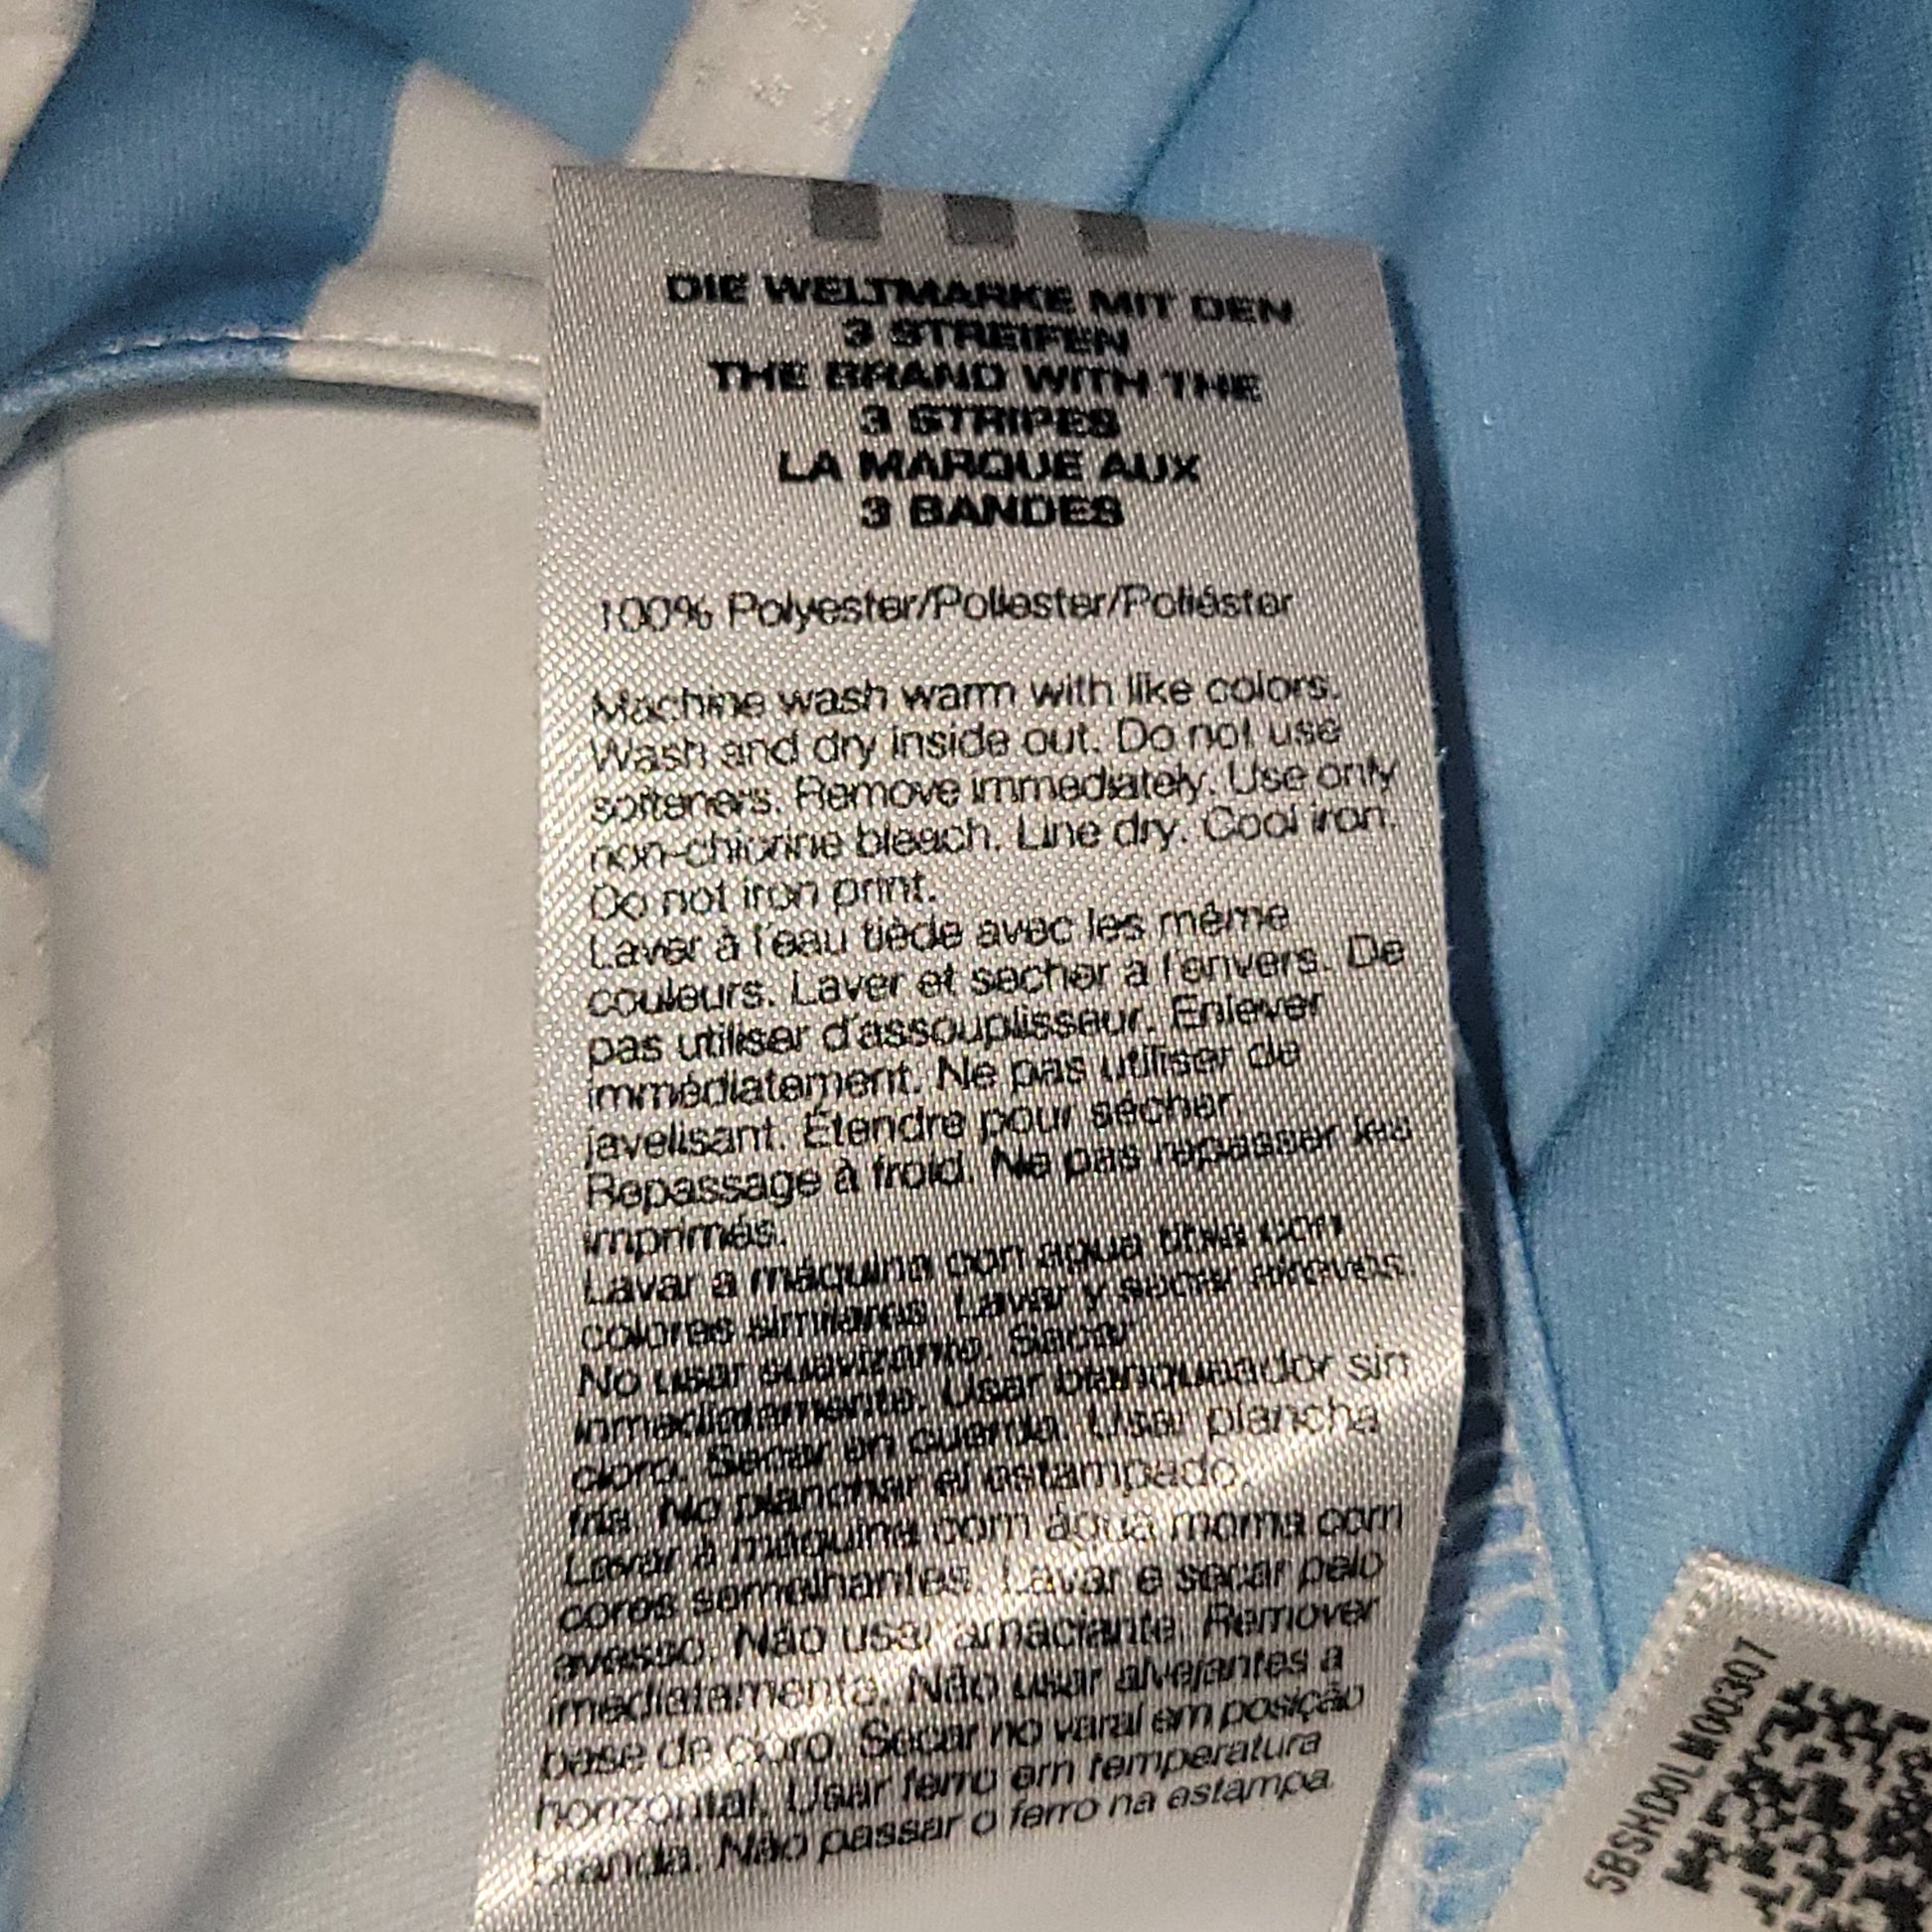 DIE WELTMARKE MIT DEN
3 STREIFEN
THE BRAND WITH THE
3 STRIPES
LA MARQUE AUX
3 BANDES
100% Polyester/Poliester/Poliéster
Machine wash warm with like colors.
Wash and dry inside out. Do not use
softeners. Remove immediately. Use only
non-chlorine bleach. Line dry. Cool iron.
Do not iron print.
Laver à l'eau tiède avec les même
couleurs. Laver et sécher à l'envers. De
pas utiliser d'assouplisseur. Enlever
immédiatement. Ne pas utiliser de
javelisant. Étendre pour sécher.
Repassage à froid. Ne pas repasser les
imprimés.
Lavar a máquina con agua tibia con
colores similares. Lavar y secar
No usar suavizante. Sacar
inmediatamente. Usar blanqueador sin
cloro. Secar en cuerda. Usar plancha
fría. No planchar el estampado.
Lavar à máquina com água morna com
cores semelhantes. Lavar e secar pelo
avesso. Não usar amaciante. Remover
imediatamente. Não usar alvejantes a
base de cloro. Secar no varal em posição
horizontal. Usar ferro em temperatura
branda. Não passar o ferro na estampa.
5BSHD0LM00307